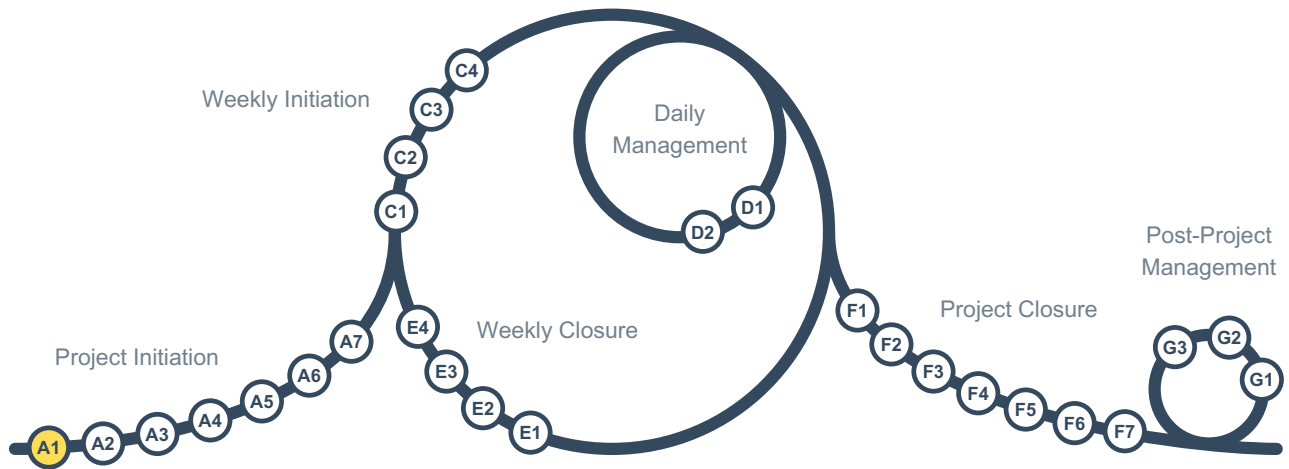 Project Initiation
A1
A2
A3
A4
A5
A6
A7
Weekly Initiation
C1
C2
C3
C4
Daily
Management
D1
D2
Weekly Closure
E1
E2
E3
E4
Project Closure
F1
F2
F3
F4
F5
F6
F7
Post-Project
Management
G1
G2
G3